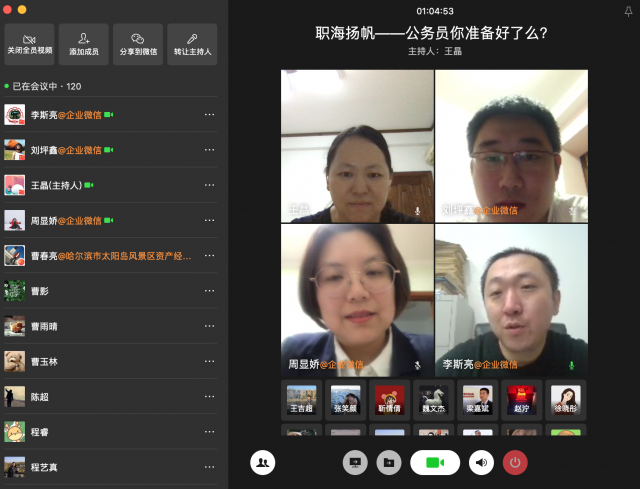 01:04:53
职海扬帆——公务员你准备好了么?
主持人：王晶
关闭全员视频
添加成员
分享到微信
转让主持人
已在会议中 · 120
李斯亮@企业微信
刘坪鑫@企业微信
王晶(主持人)
周显娇@企业微信
曹春亮@哈尔滨市太阳岛风景区资产经...
曹影
曹雨晴
曹玉林
陈超
程睿
程艺真
王晶
刘坪鑫@企业微信
周显娇@企业微信
李斯亮@企业微信
王吉超
张笑颜
靳倩倩
魏文杰
梁嘉斌
赵泞
徐晓彤